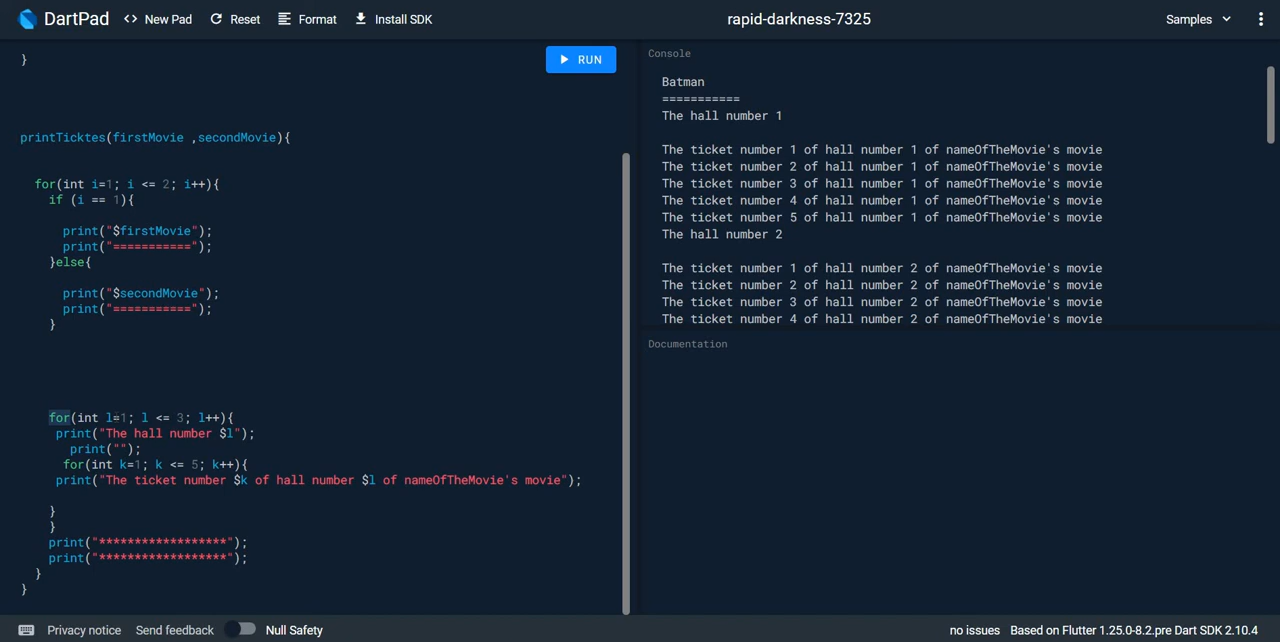 DartPad <> New Pad Reset Format Install SDK rapid-darkness-7325 Samples
}
RUN
printTicktes(firstMovie ,secondMovie){
for(int i=1; i <= 2; i++){
if (i == 1){
print("$firstMovie");
print("===========");
}else{
print("$secondMovie");
print("===========");
}
for(int l=1; l <= 3; l++){
print("The hall number $l");
print("");
for(int k=1; k <= 5; k++){
print("The ticket number $k of hall number $l of nameOfTheMovie's movie");
}
}
print("******************");
print("******************");
}
}
Console
Batman
===========
The hall number 1
The ticket number 1 of hall number 1 of nameOfTheMovie's movie
The ticket number 2 of hall number 1 of nameOfTheMovie's movie
The ticket number 3 of hall number 1 of nameOfTheMovie's movie
The ticket number 4 of hall number 1 of nameOfTheMovie's movie
The ticket number 5 of hall number 1 of nameOfTheMovie's movie
The hall number 2
The ticket number 1 of hall number 2 of nameOfTheMovie's movie
The ticket number 2 of hall number 2 of nameOfTheMovie's movie
The ticket number 3 of hall number 2 of nameOfTheMovie's movie
The ticket number 4 of hall number 2 of nameOfTheMovie's movie
Documentation
Privacy notice Send feedback Null Safety no issues Based on Flutter 1.25.0-8.2.pre Dart SDK 2.10.4